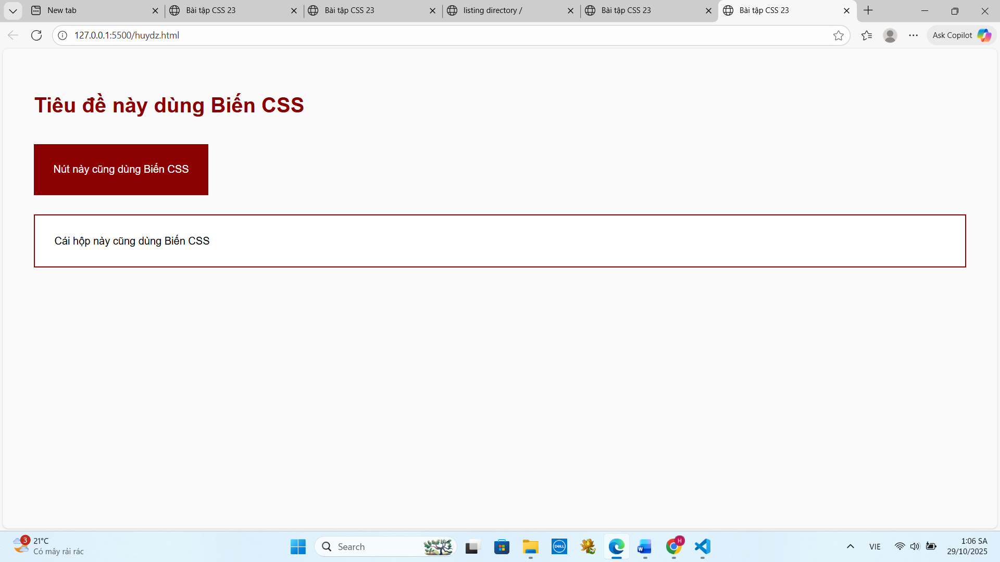 New tab
Bài tập CSS 23
Bài tập CSS 23
listing directory /
Bài tập CSS 23
Bài tập CSS 23
127.0.0.1:5500/huydz.html
Ask Copilot
Tiêu đề này dùng Biến CSS
Nút này cũng dùng Biến CSS
Cái hộp này cũng dùng Biến CSS
3
21°C
Có mây rải rác
Search
DELL
W
H
VIE
1:06 SA
29/10/2025